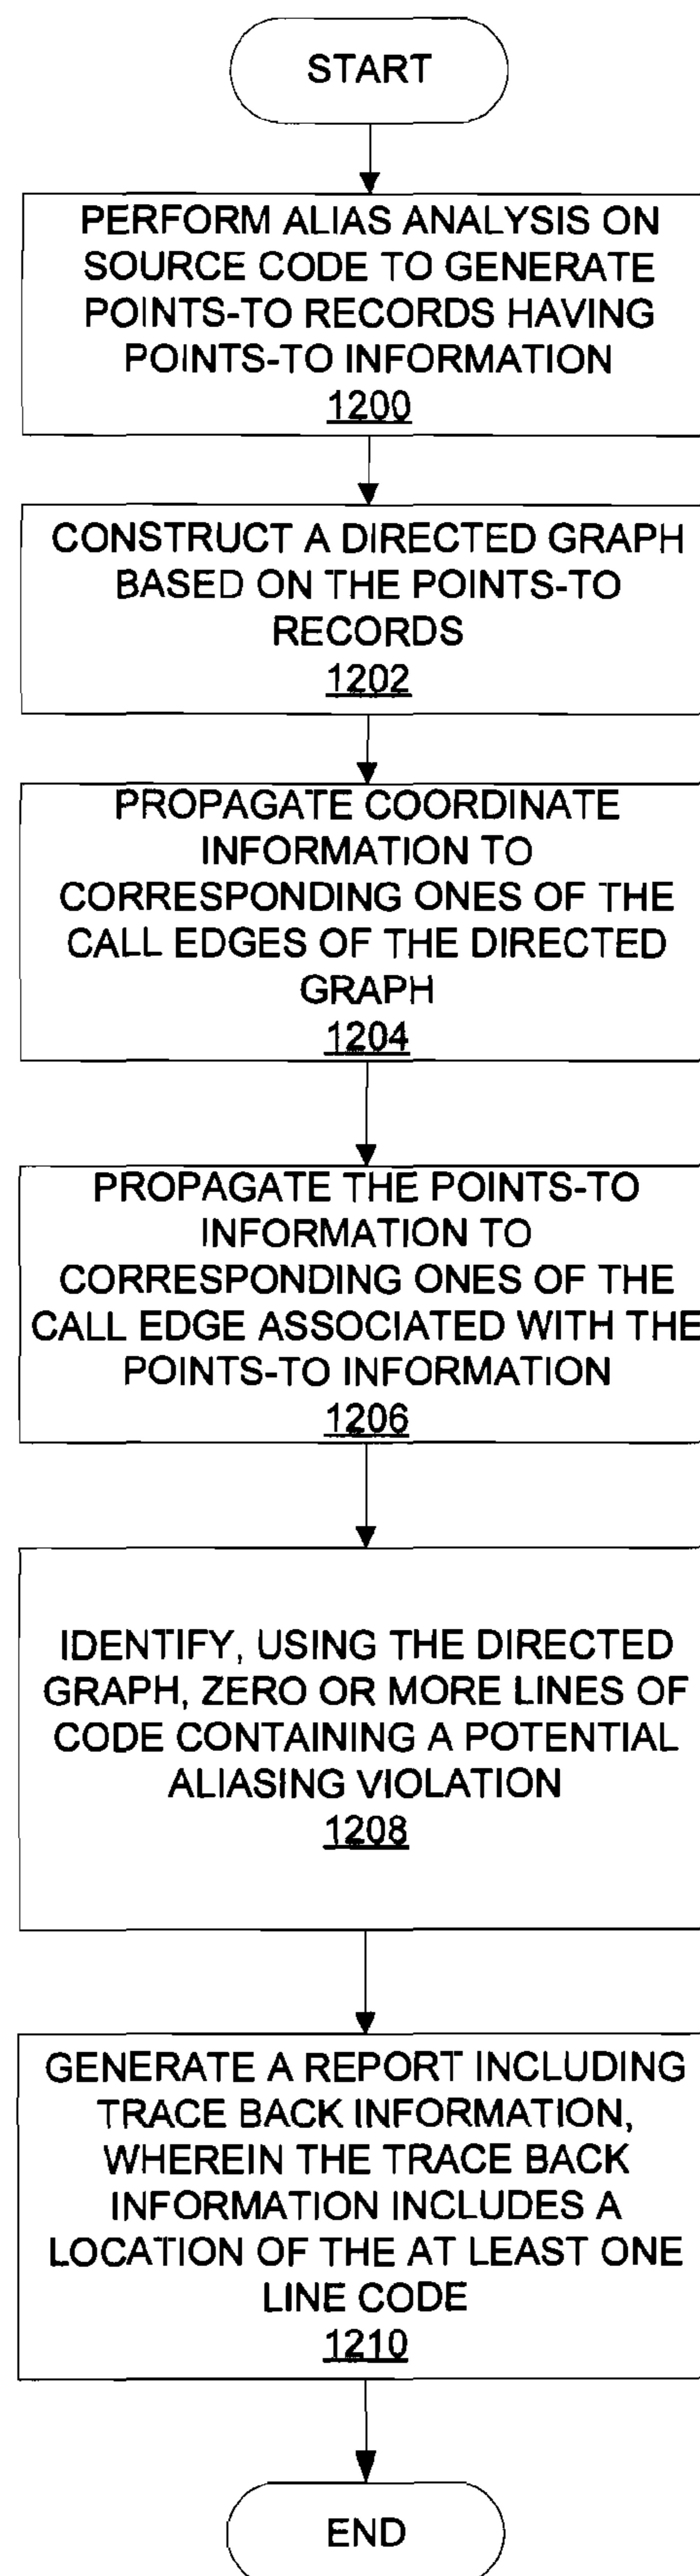 START
PERFORM ALIAS ANALYSIS ON
SOURCE CODE TO GENERATE
POINTS-TO RECORDS HAVING
POINTS-TO INFORMATION
1200
CONSTRUCT A DIRECTED GRAPH
BASED ON THE POINTS-TO
RECORDS
1202
PROPAGATE COORDINATE
INFORMATION TO
CORRESPONDING ONES OF THE
CALL EDGES OF THE DIRECTED
GRAPH
1204
PROPAGATE THE POINTS-TO
INFORMATION TO
CORRESPONDING ONES OF THE
CALL EDGE ASSOCIATED WITH THE
POINTS-TO INFORMATION
1206
IDENTIFY, USING THE DIRECTED
GRAPH, ZERO OR MORE LINES OF
CODE CONTAINING A POTENTIAL
ALIASING VIOLATION
1208
GENERATE A REPORT INCLUDING
TRACE BACK INFORMATION,
WHEREIN THE TRACE BACK
INFORMATION INCLUDES A
LOCATION OF THE AT LEAST ONE
LINE CODE
1210
END